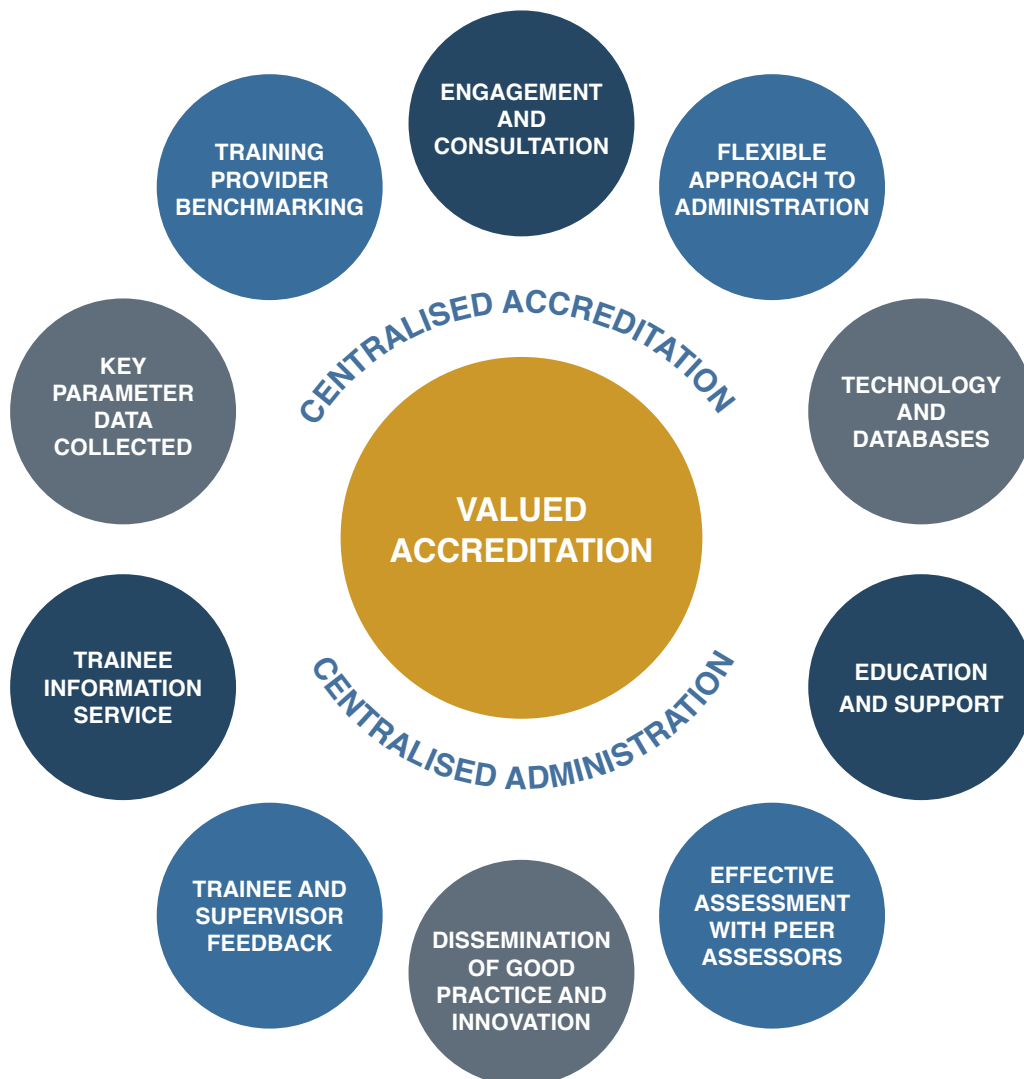 ENGAGEMENT
AND
CONSULTATION
FLEXIBLE
APPROACH TO
ADMINISTRATION
TECHNOLOGY
AND
DATABASES
EDUCATION
AND SUPPORT
EFFECTIVE
ASSESSMENT
WITH PEER
ASSESSORS
DISSEMINATION
OF GOOD
PRACTICE AND
INNOVATION
TRAINEE AND
SUPERVISOR
FEEDBACK
TRAINEE
INFORMATION
SERVICE
KEY
PARAMETER
DATA
COLLECTED
TRAINING
PROVIDER
BENCHMARKING
CENTRALISED ACCREDITATION
VALUED
ACCREDITATION
CENTRALISED ADMINISTRATION